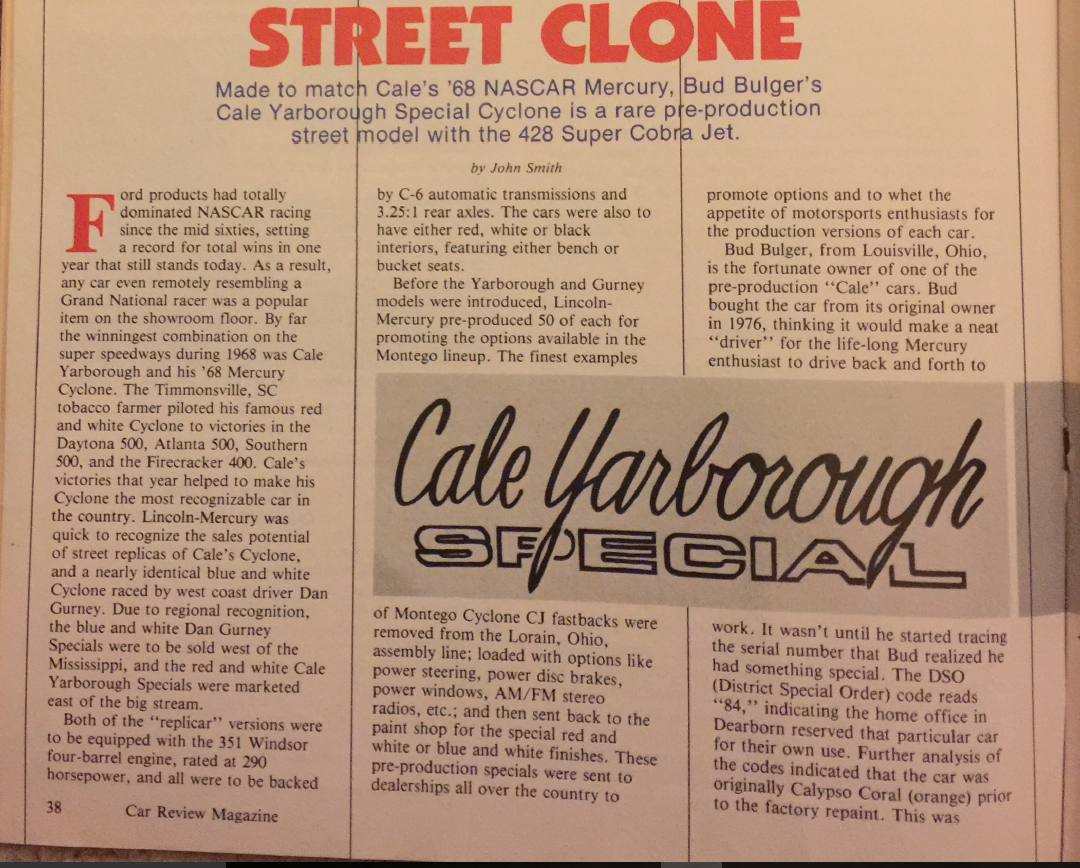 STREET CLONE
Made to match Cale's '68 NASCAR Mercury, Bud Bulger's
Cale Yarborough Special Cyclone is a rare pre-production
street model with the 428 Super Cobra Jet.
by John Smith
Ford products had totally
dominated NASCAR racing
since the mid sixties, setting
a record for total wins in one
year that still stands today. As a result,
any car even remotely resembling a
Grand National racer was a popular
item on the showroom floor. By far
the winningest combination on the
super speedways during 1968 was Cale
Yarborough and his '68 Mercury
Cyclone. The Timmonsville, SC
tobacco farmer piloted his famous red
and white Cyclone to victories in the
Daytona 500, Atlanta 500, Southern
500, and the Firecracker 400. Cale's
victories that year helped to make his
Cyclone the most recognizable car in
the country. Lincoln-Mercury was
quick to recognize the sales potential
of street replicas of Cale's Cyclone,
and a nearly identical blue and white
Cyclone raced by west coast driver Dan
Gurney. Due to regional recognition,
the blue and white Dan Gurney
Specials were to be sold west of the
Mississippi, and the red and white Cale
Yarborough Specials were marketed
east of the big stream.
Both of the "replicar" versions were
to be equipped with the 351 Windsor
four-barrel engine, rated at 290
horsepower, and all were to be backed
by C-6 automatic transmissions and
3.25:1 rear axles. The cars were also to
have either red, white or black
interiors, featuring either bench or
bucket seats.
Before the Yarborough and Gurney
models were introduced, Lincoln-
Mercury pre-produced 50 of each for
promoting the options available in the
Montego lineup. The finest examples
Cale Yarborough
SPECIAL
of Montego Cyclone CJ fastbacks were
removed from the Lorain, Ohio,
assembly line; loaded with options like
power steering, power disc brakes,
power windows, AM/FM stereo
radios, etc.; and then sent back to the
paint shop for the special red and
white or blue and white finishes. These
pre-production specials were sent to
dealerships all over the country to
promote options and to whet the
appetite of motorsports enthusiasts for
the production versions of each car.
Bud Bulger, from Louisville, Ohio,
is the fortunate owner of one of the
pre-production "Cale" cars. Bud
bought the car from its original owner
in 1976, thinking it would make a neat
"driver" for the life-long Mercury
enthusiast to drive back and forth to
work. It wasn't until he started tracing
the serial number that Bud realized he
had something special. The DSO
(District Special Order) code reads
"84," indicating the home office in
Dearborn reserved that particular car
for their own use. Further analysis of
the codes indicated that the car was
originally Calypso Coral (orange) prior
to the factory repaint. This was
38
Car Review Magazine